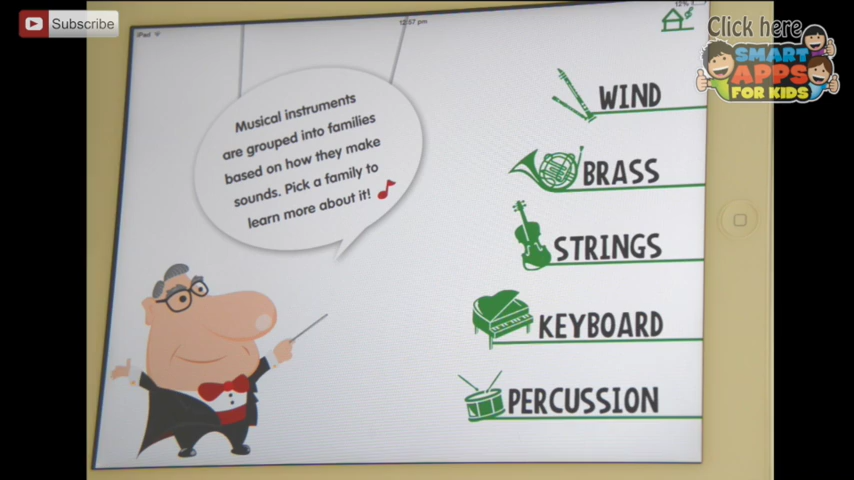 Subscribe
iPad
12:57 pm
12%
Click here
SMART
APPS
FOR KIDS
Musical instruments
are grouped into families
based on how they make
sounds. Pick a family to
learn more about it!
WIND
BRASS
STRINGS
KEYBOARD
PERCUSSION